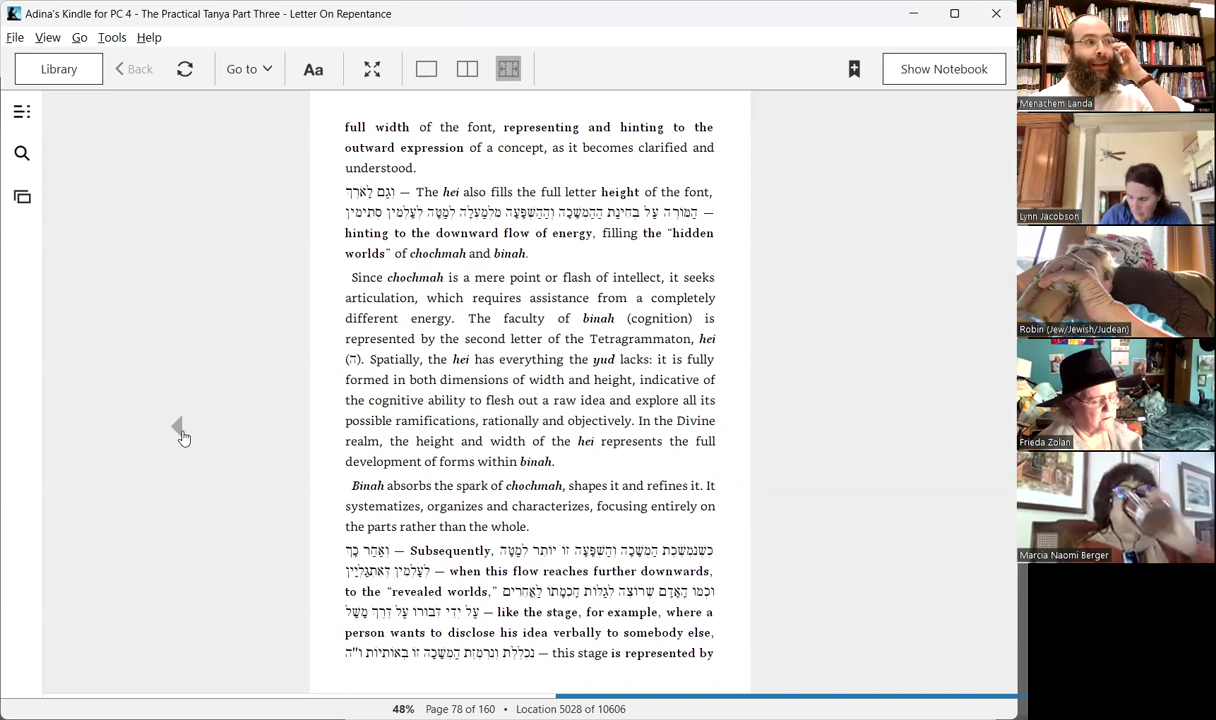 Adina's Kindle for PC 4 - The Practical Tanya Part Three - Letter On Repentance
File View Go Tools Help
Library Back Go to Aa Show Notebook
full width of the font, representing and hinting to the
outward expression of a concept, as it becomes clarified and
understood.
וְגַם לָאֹרֶךְ — The hei also fills the full letter height of the font,
הַמּוֹרֶה עַל בְּחִינַת הַהַמְשָׁכָה וְהַהַשְׁפָּעָה מִלְמַעְלָה לְמַטָּה לְעָלְמִין סְתִימִין —
hinting to the downward flow of energy, filling the “hidden
worlds” of chochmah and binah.
Since chochmah is a mere point or flash of intellect, it seeks
articulation, which requires assistance from a completely
different energy. The faculty of binah (cognition) is
represented by the second letter of the Tetragrammaton, hei
(ה). Spatially, the hei has everything the yud lacks: it is fully
formed in both dimensions of width and height, indicative of
the cognitive ability to flesh out a raw idea and explore all its
possible ramifications, rationally and objectively. In the Divine
realm, the height and width of the hei represents the full
development of forms within binah.
Binah absorbs the spark of chochmah, shapes it and refines it. It
systematizes, organizes and characterizes, focusing entirely on
the parts rather than the whole.
וְאַחַר כָּךְ — Subsequently, כְּשֶׁנִּמְשֶׁכֶת הַמְשָׁכָה וְהַשְׁפָּעָה זוֹ יוֹתֵר לְמַטָּה
לְעָלְמִין דְּאִתְגַּלְיָין — when this flow reaches further downwards,
to the “revealed worlds,” וּכְמוֹ הָאָדָם שֶׁרוֹצֶה לְגַלּוֹת חָכְמָתוֹ לַאֲחֵרִים
עַל יְדֵי דִּבּוּרוֹ עַל דֶּרֶךְ מָשָׁל — like the stage, for example, where a
person wants to disclose his idea verbally to somebody else,
נִכְלֶלֶת וְנִרְמֶזֶת הַמְשָׁכָה זוֹ בְּאוֹתִיּוֹת ו"ה — this stage is represented by
48% Page 78 of 160 • Location 5028 of 10606
Menachem Landa
Lynn Jacobson
Robin (Jew/Jewish/Judean)
Frieda Zolan
Marcia Naomi Berger